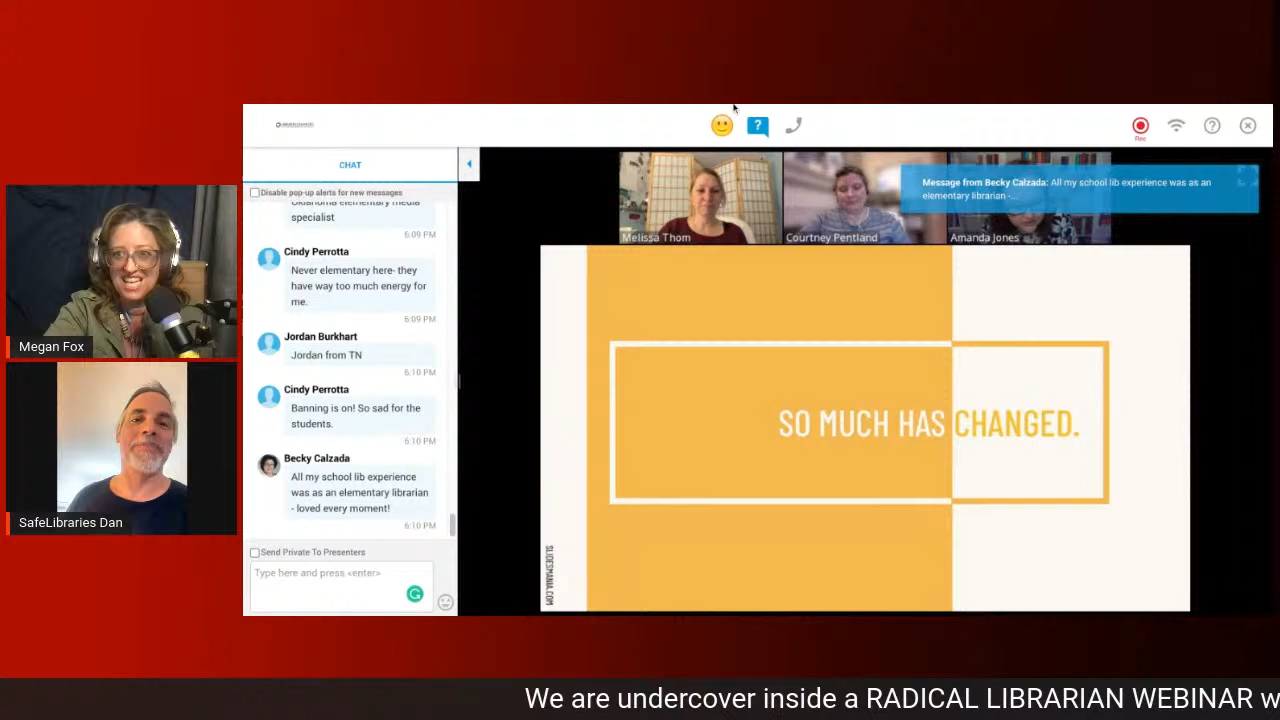 CHAT
Disable pop-up alerts for new messages
Oklahoma elementary media
specialist
6:09 PM
Cindy Perrotta
Never elementary here- they
have way too much energy for
me.
6:09 PM
Jordan Burkhart
Jordan from TN
6:10 PM
Cindy Perrotta
Banning is on! So sad for the
students.
6:10 PM
Becky Calzada
All my school lib experience
was as an elementary librarian
- loved every moment!
6:10 PM
Send Private To Presenters
Type here and press <enter>
Rec
Melissa Thom
Courtney Pentland
Amanda Jones
Message from Becky Calzada: All my school lib experience was as an
elementary librarian -...
SO MUCH HAS CHANGED.
SLIDESMANIA.COM
Megan Fox
SafeLibraries Dan
We are undercover inside a RADICAL LIBRARIAN WEBINAR w